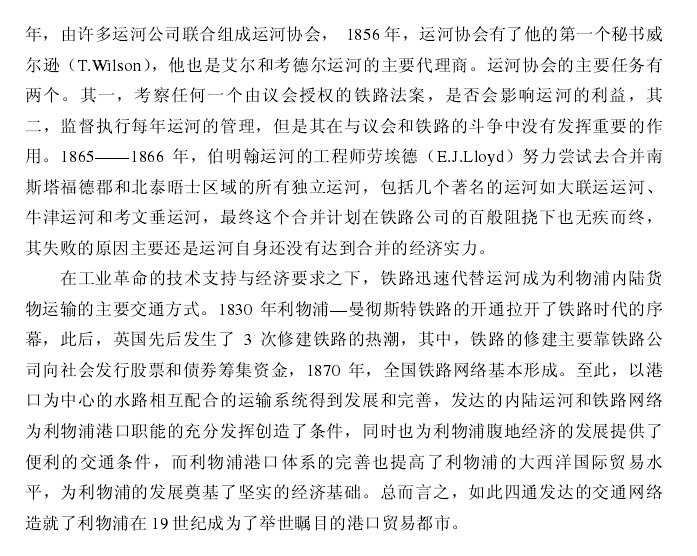 年，由许多运河公司联合组成运河协会， 1856 年，运河协会有了他的第一个秘书威
尔逊（T.Wilson），他也是艾尔和考德尔运河的主要代理商。运河协会的主要任务有
两个。其一，考察任何一个由议会授权的铁路法案，是否会影响运河的利益，其
二，监督执行每年运河的管理，但是其在与议会和铁路的斗争中没有发挥重要的作
用。1865——1866 年，伯明翰运河的工程师劳埃德（E.J.Lloyd）努力尝试去合并南
斯塔福德郡和北泰晤士区域的所有独立运河，包括几个著名的运河如大联运运河、
牛津运河和考文垂运河，最终这个合并计划在铁路公司的百般阻挠下也无疾而终，
其失败的原因主要还是运河自身还没有达到合并的经济实力。
在工业革命的技术支持与经济要求之下，铁路迅速代替运河成为利物浦内陆货
物运输的主要交通方式。1830 年利物浦—曼彻斯特铁路的开通拉开了铁路时代的序
幕，此后，英国先后发生了 3 次修建铁路的热潮，其中，铁路的修建主要靠铁路公
司向社会发行股票和债券筹集资金，1870 年，全国铁路网络基本形成。至此，以港
口为中心的水路相互配合的运输系统得到发展和完善，发达的内陆运河和铁路网络
为利物浦港口职能的充分发挥创造了条件，同时也为利物浦腹地经济的发展提供了
便利的交通条件，而利物浦港口体系的完善也提高了利物浦的大西洋国际贸易水
平，为利物浦的发展奠基了坚实的经济基础。总而言之，如此四通发达的交通网络
造就了利物浦在 19 世纪成为了举世瞩目的港口贸易都市。